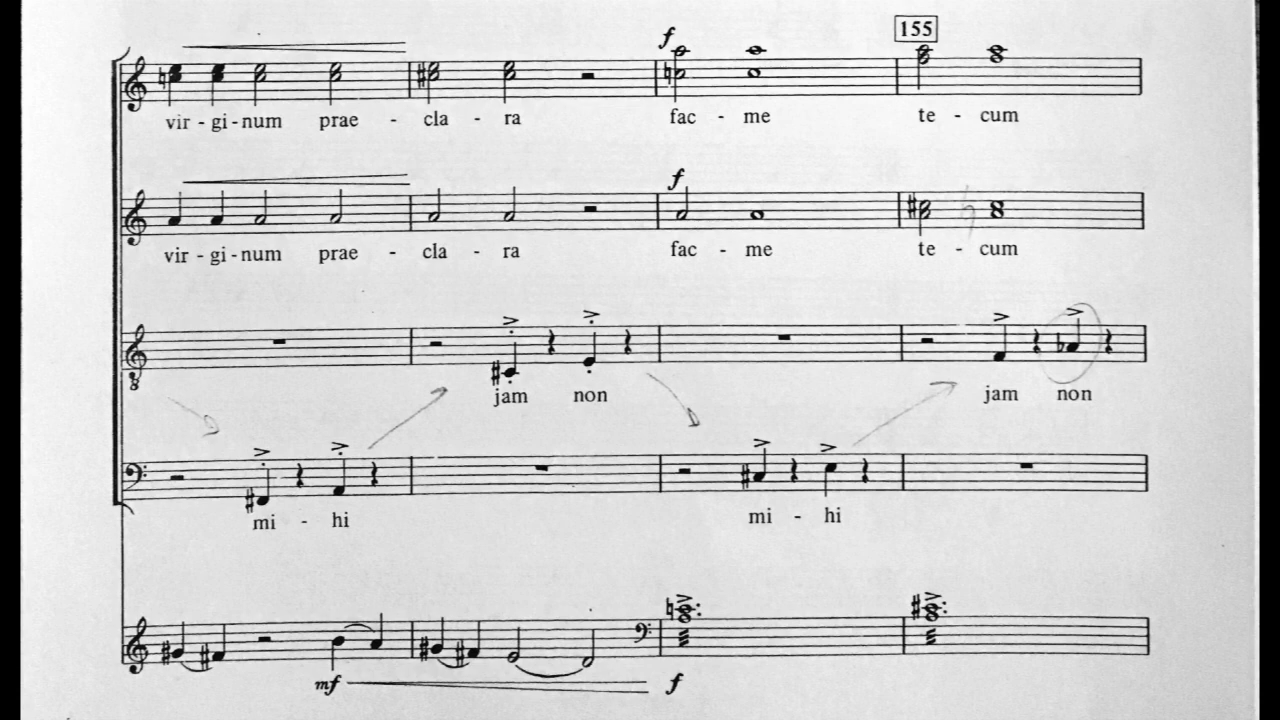 155
f
vir - gi - num prae - cla - ra fac - me te - cum
f
vir - gi - num prae - cla - ra fac - me te - cum
8
jam non jam non
mi - hi mi - hi
mf f